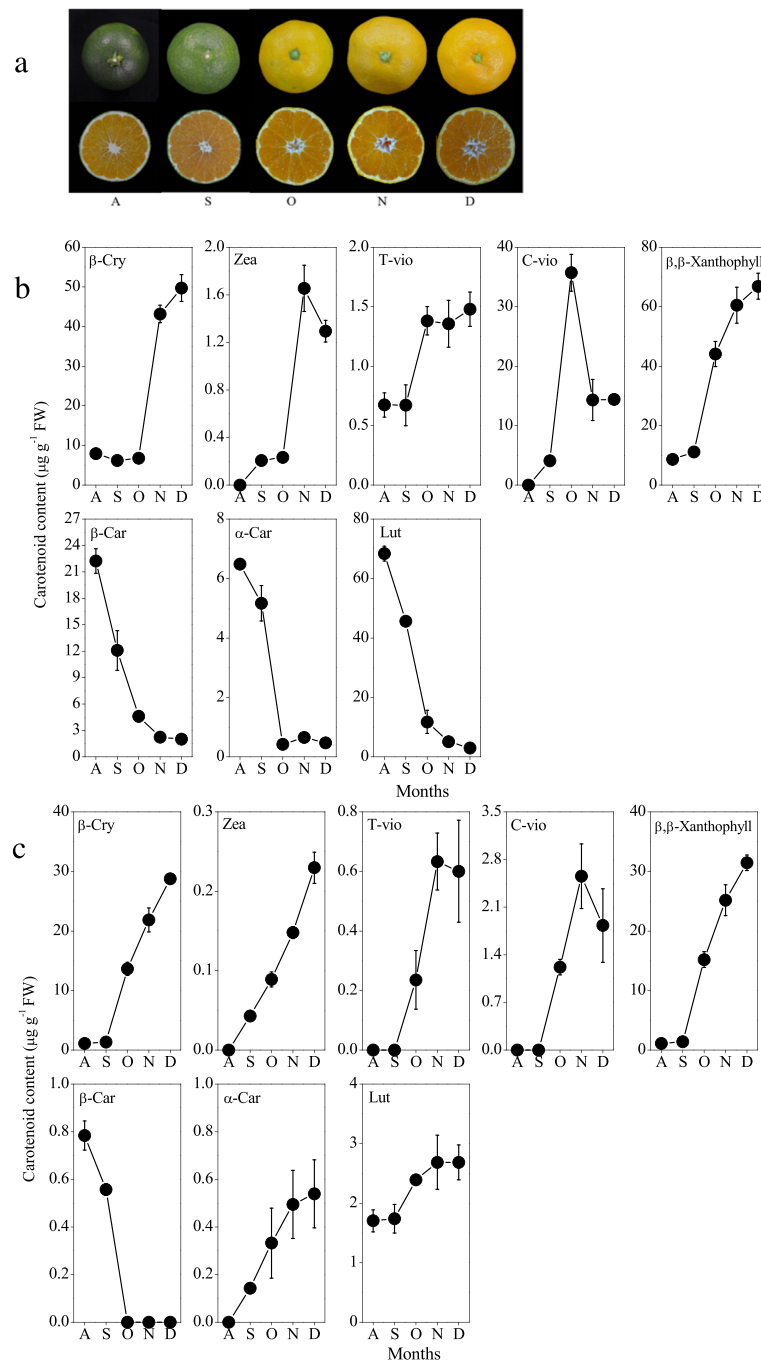 a
A S O N D
b
Carotenoid content (μg g⁻¹ FW)
β-Cry
60
50
40
30
20
10
0
A S O N D
Zea
2.0
1.6
1.2
0.8
0.4
0.0
A S O N D
T-vio
2.0
1.5
1.0
0.5
0.0
A S O N D
C-vio
40
30
20
10
0
A S O N D
β,β-Xanthophyll
80
60
40
20
0
A S O N D
β-Car
27
24
21
18
15
12
9
6
3
0
A S O N D
α-Car
8
6
4
2
0
A S O N D
Lut
80
60
40
20
0
A S O N D
Months
c
Carotenoid content (μg g⁻¹ FW)
β-Cry
40
30
20
10
0
A S O N D
Zea
0.3
0.2
0.1
0.0
A S O N D
T-vio
0.8
0.6
0.4
0.2
0.0
A S O N D
C-vio
3.5
2.8
2.1
1.4
0.7
0.0
A S O N D
β,β-Xanthophyll
40
30
20
10
0
A S O N D
β-Car
1.0
0.8
0.6
0.4
0.2
0.0
A S O N D
α-Car
1.0
0.8
0.6
0.4
0.2
0.0
A S O N D
Lut
4
3
2
1
0
A S O N D
Months